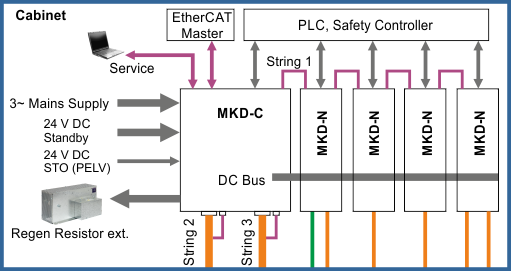 Cabinet
EtherCAT
Master
PLC, Safety Controller
Service
String 1
3~ Mains Supply
MKD-C
MKD-N
MKD-N
MKD-N
MKD-N
24 V DC
Standby
24 V DC
STO (PELV)
DC Bus
Regen Resistor ext.
String 2
String 3